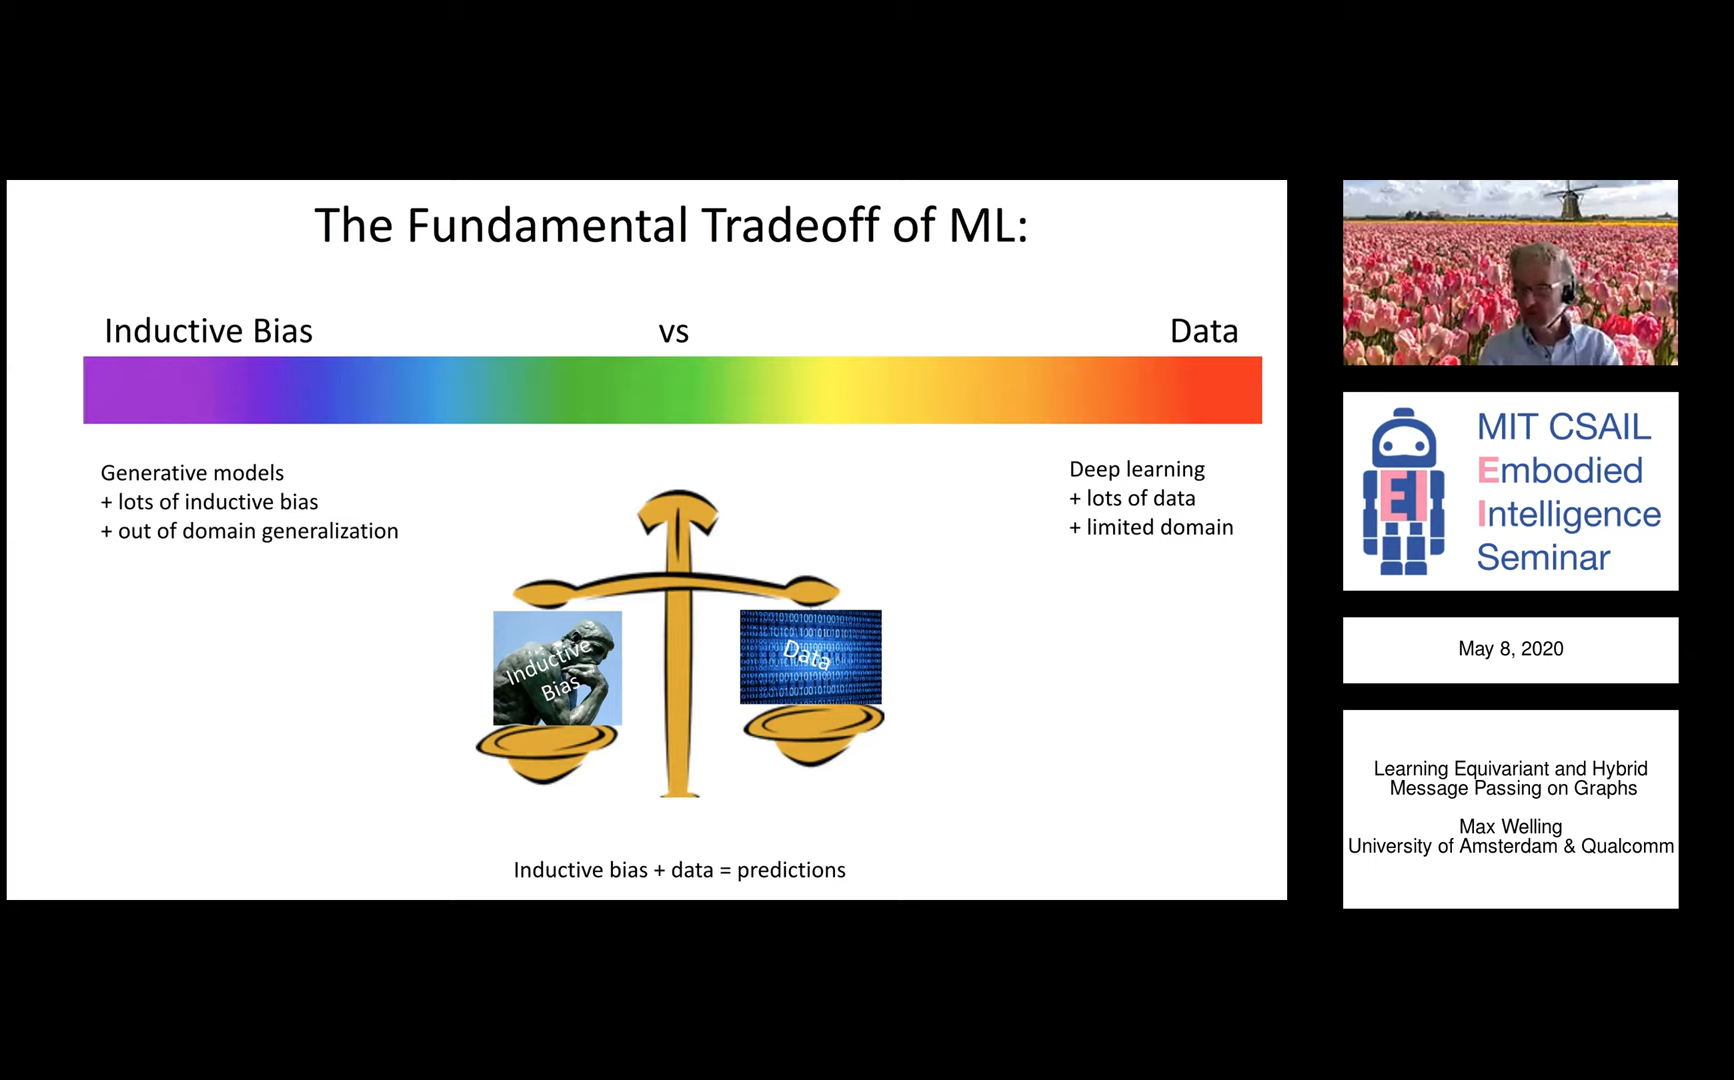 The Fundamental Tradeoff of ML:
Inductive Bias vs Data
Generative models
+ lots of inductive bias
+ out of domain generalization
Deep learning
+ lots of data
+ limited domain
Inductive
Bias
Data
Inductive bias + data = predictions
EI
MIT CSAIL
Embodied
Intelligence
Seminar
May 8, 2020
Learning Equivariant and Hybrid
Message Passing on Graphs
Max Welling
University of Amsterdam & Qualcomm